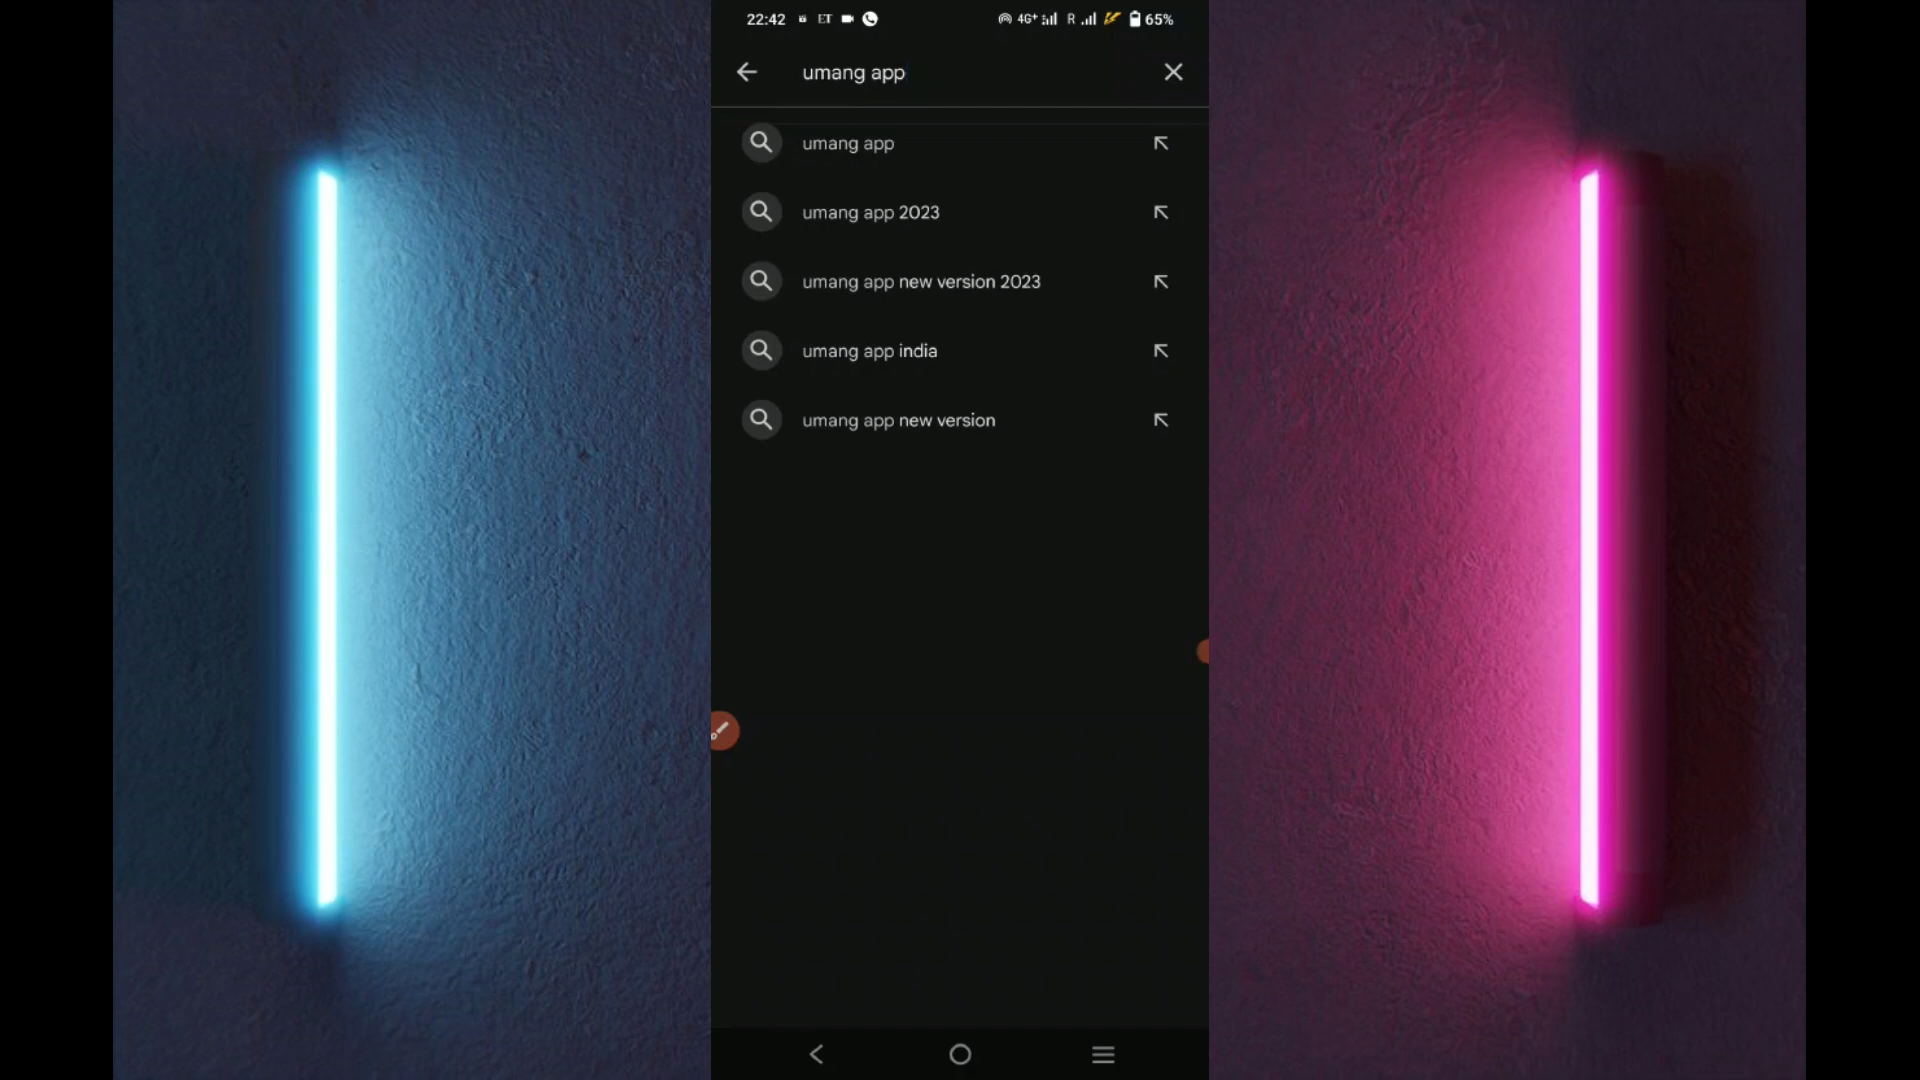 22:42 ET 4G+ R 65%
umang app
umang app
umang app 2023
umang app new version 2023
umang app india
umang app new version